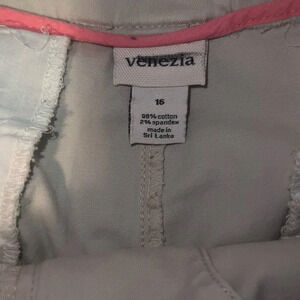 venezia
16
98% cotton
2% spandex
made in
Sri Lanka